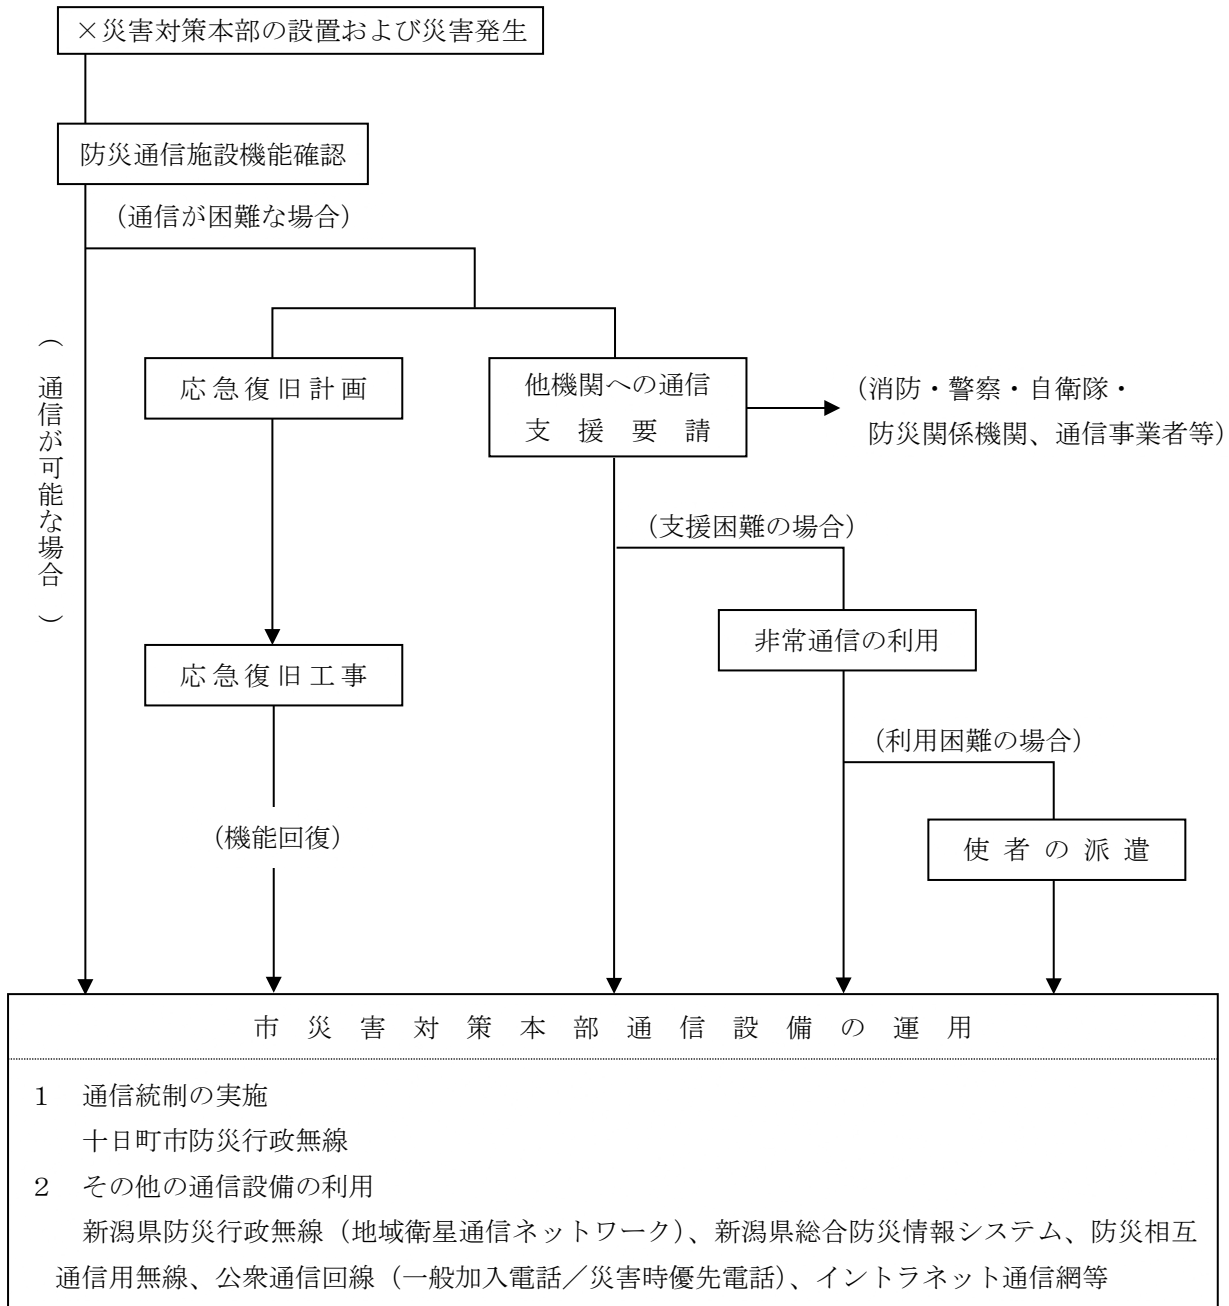 ×災害対策本部の設置および災害発生
防災通信施設機能確認
（通信が困難な場合）
（通信が可能な場合）
応急復旧計画
他機関への通信
支援要請
（消防・警察・自衛隊・
防災関係機関、通信事業者等）
（支援困難の場合）
非常通信の利用
応急復旧工事
（利用困難の場合）
（機能回復）
使者の派遣
市災害対策本部通信設備の運用
１　通信統制の実施
十日町市防災行政無線
２　その他の通信設備の利用
新潟県防災行政無線（地域衛星通信ネットワーク）、新潟県総合防災情報システム、防災相互
通信用無線、公衆通信回線（一般加入電話／災害時優先電話）、イントラネット通信網等